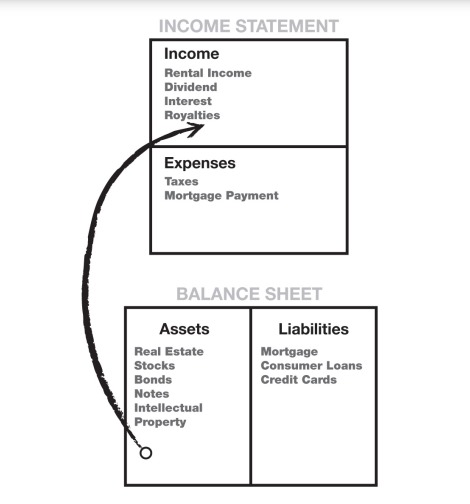 INCOME STATEMENT
Income
Rental Income
Dividend
Interest
Royalties
Expenses
Taxes
Mortgage Payment
BALANCE SHEET
Assets
Real Estate
Stocks
Bonds
Notes
Intellectual
Property
Liabilities
Mortgage
Consumer Loans
Credit Cards